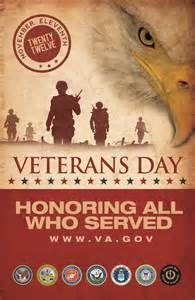 NOVEMBER ELEVENTH
TWENTY TWELVE
VETERANS DAY
HONORING ALL
WHO SERVED
WWW.VA.GOV